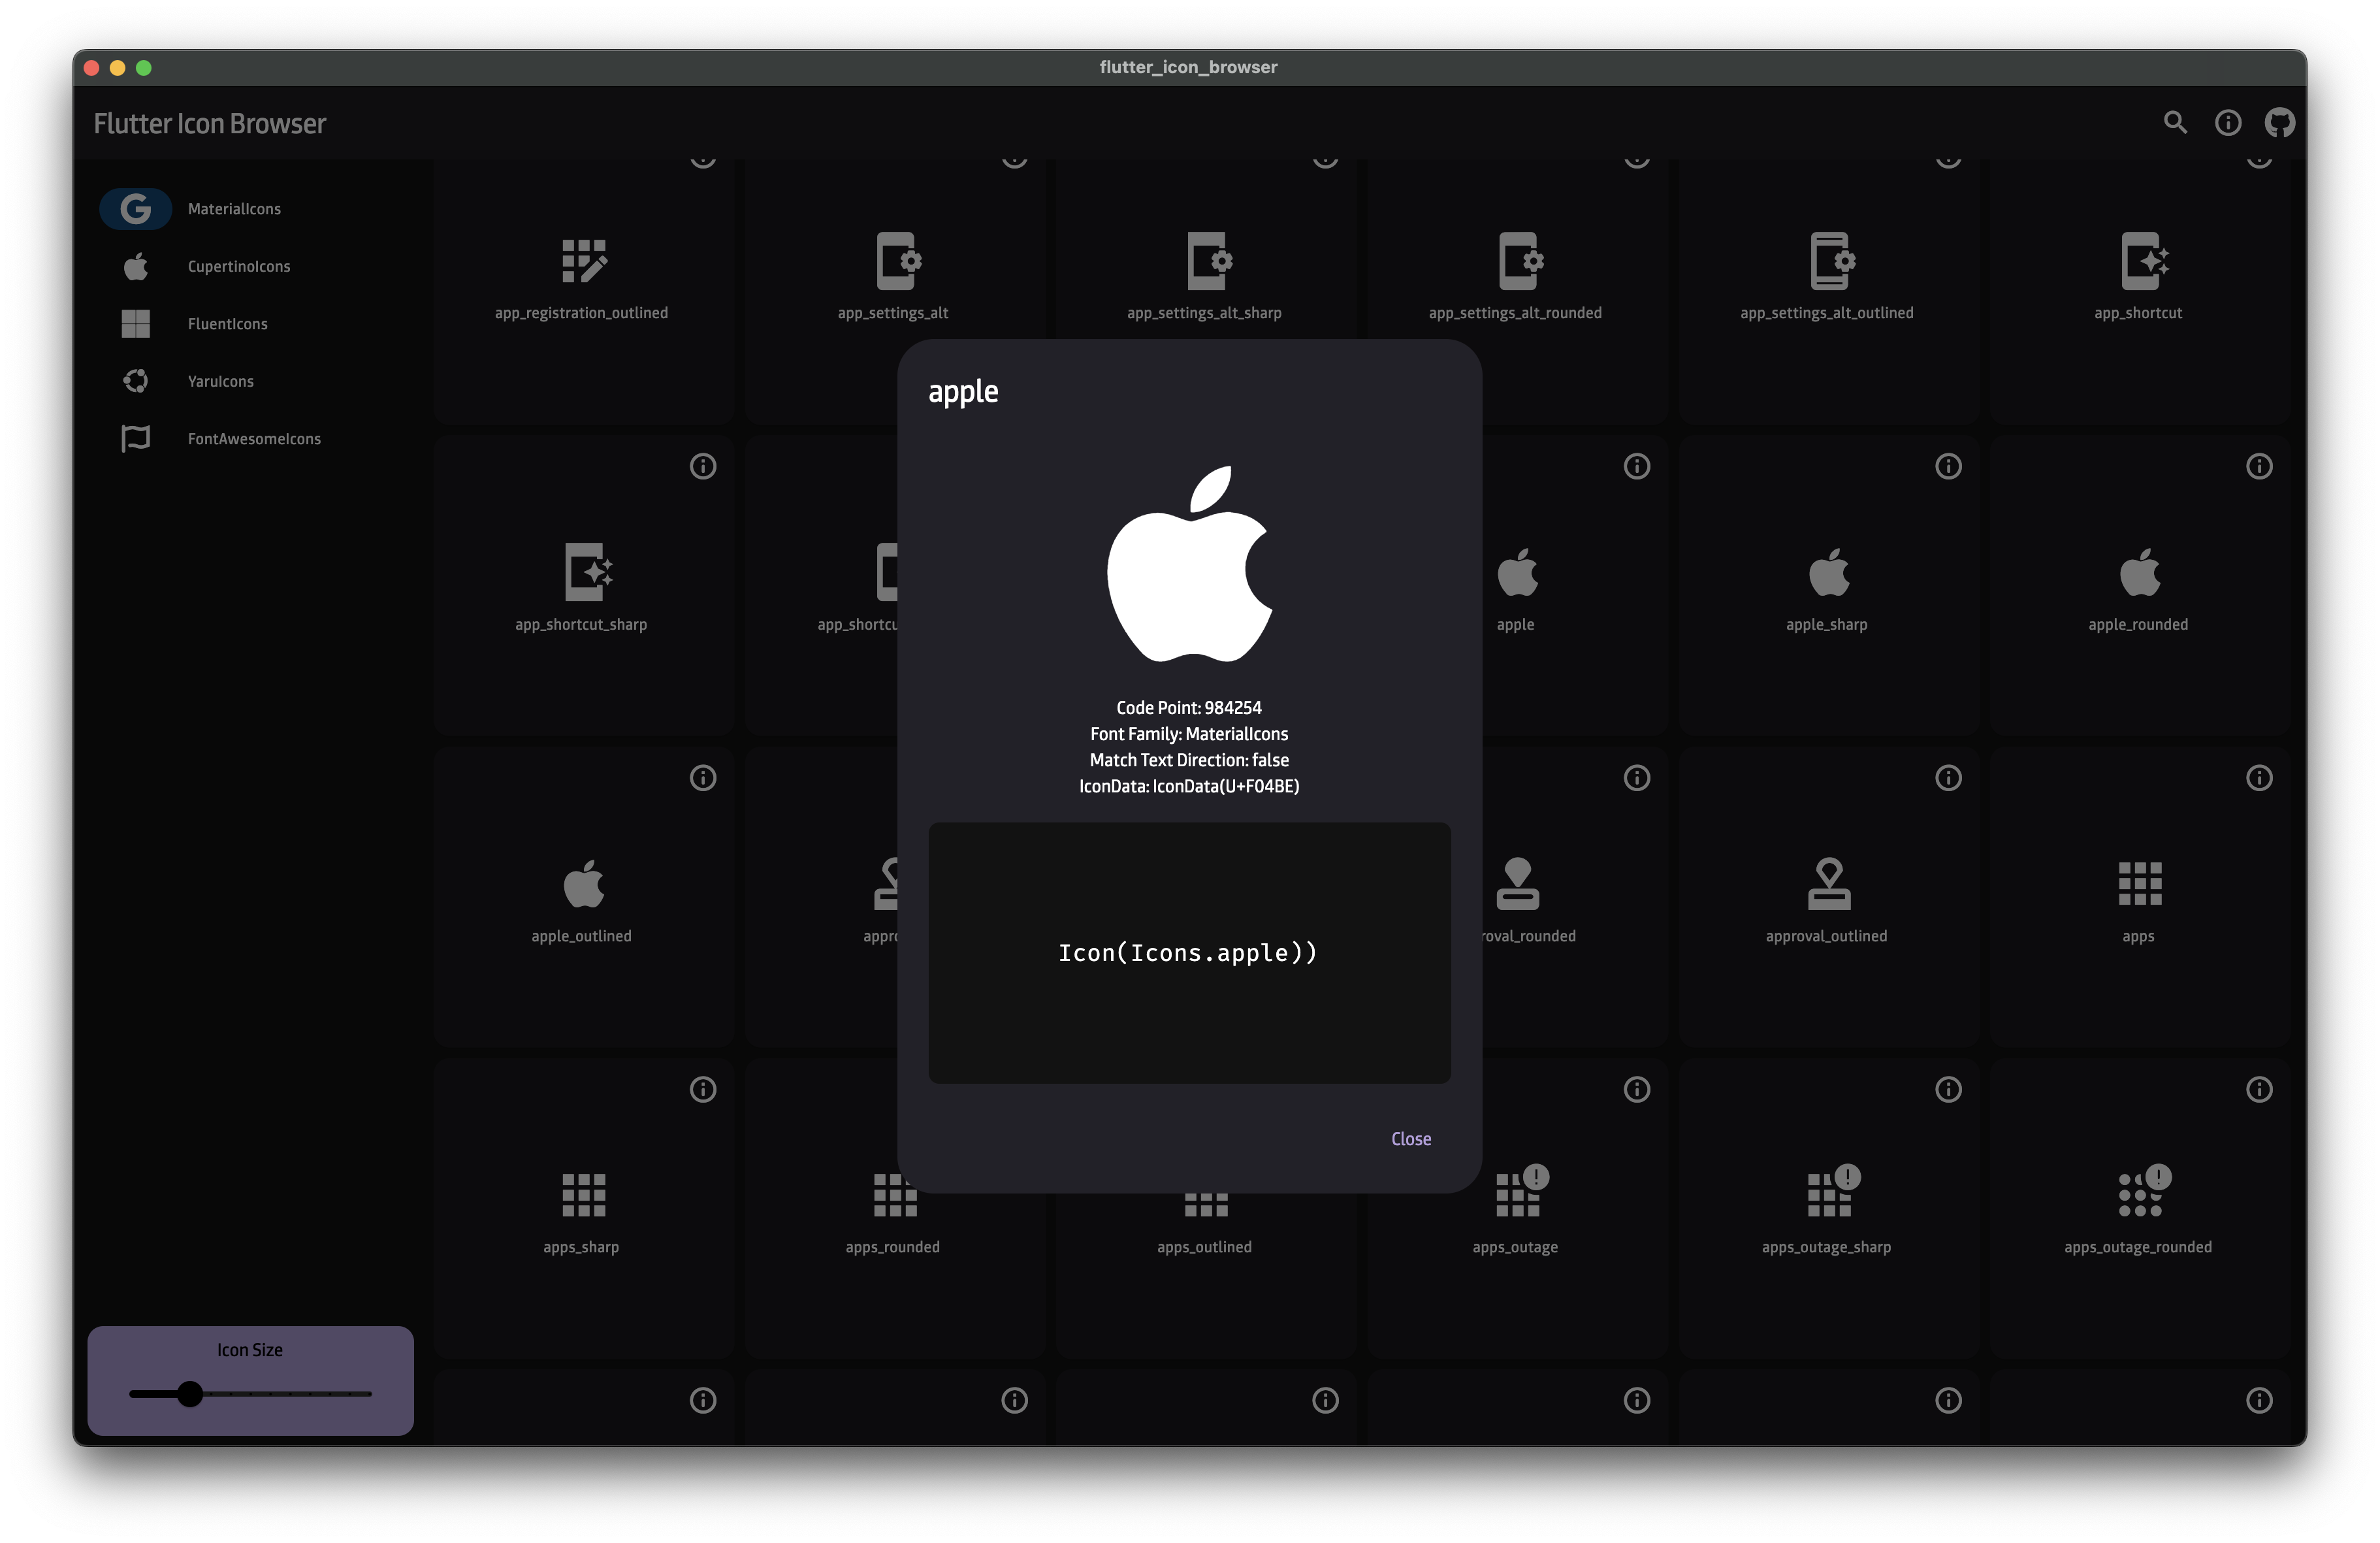 flutter_icon_browser
Flutter Icon Browser
MaterialIcons
CupertinoIcons
FluentIcons
YaruIcons
FontAwesomeIcons
Icon Size
app_registration_outlined
app_settings_alt
app_settings_alt_sharp
app_settings_alt_rounded
app_settings_alt_outlined
app_shortcut
app_shortcut_sharp
app_shortcu
apple
apple_sharp
apple_rounded
apple_outlined
appro
roval_rounded
approval_outlined
apps
apps_sharp
apps_rounded
apps_outlined
apps_outage
apps_outage_sharp
apps_outage_rounded
apple
Code Point: 984254
Font Family: MaterialIcons
Match Text Direction: false
IconData: IconData(U+F04BE)
Icon(Icons.apple))
Close